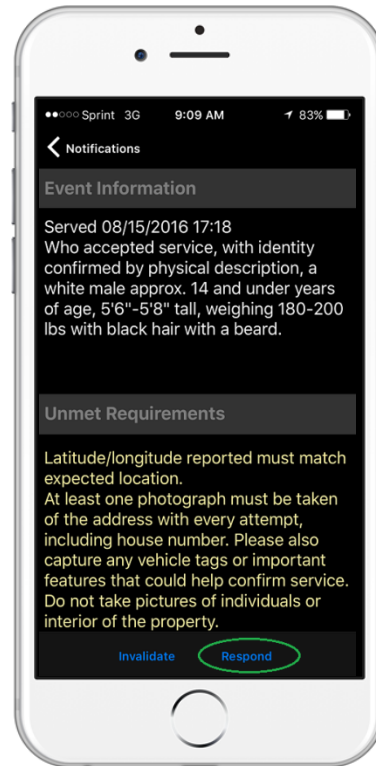 Sprint 3G 9:09 AM 83%
Notifications
Event Information
Served 08/15/2016 17:18
Who accepted service, with identity
confirmed by physical description, a
white male approx. 14 and under years
of age, 5'6"-5'8" tall, weighing 180-200
lbs with black hair with a beard.
Unmet Requirements
Latitude/longitude reported must match
expected location.
At least one photograph must be taken
of the address with every attempt,
including house number. Please also
capture any vehicle tags or important
features that could help confirm service.
Do not take pictures of individuals or
interior of the property.
Invalidate Respond